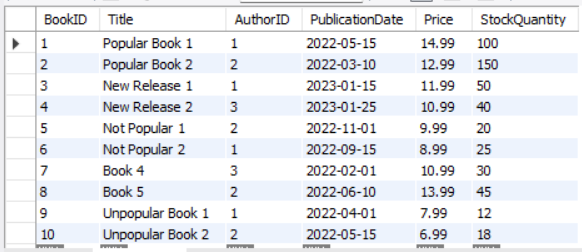 BookID Title AuthorID PublicationDate Price StockQuantity
1 Popular Book 1 1 2022-05-15 14.99 100
2 Popular Book 2 2 2022-03-10 12.99 150
3 New Release 1 1 2023-01-15 11.99 50
4 New Release 2 3 2023-01-25 10.99 40
5 Not Popular 1 2 2022-11-01 9.99 20
6 Not Popular 2 1 2022-09-15 8.99 25
7 Book 4 3 2022-02-01 10.99 30
8 Book 5 2 2022-06-10 13.99 45
9 Unpopular Book 1 1 2022-04-01 7.99 12
10 Unpopular Book 2 2 2022-05-15 6.99 18